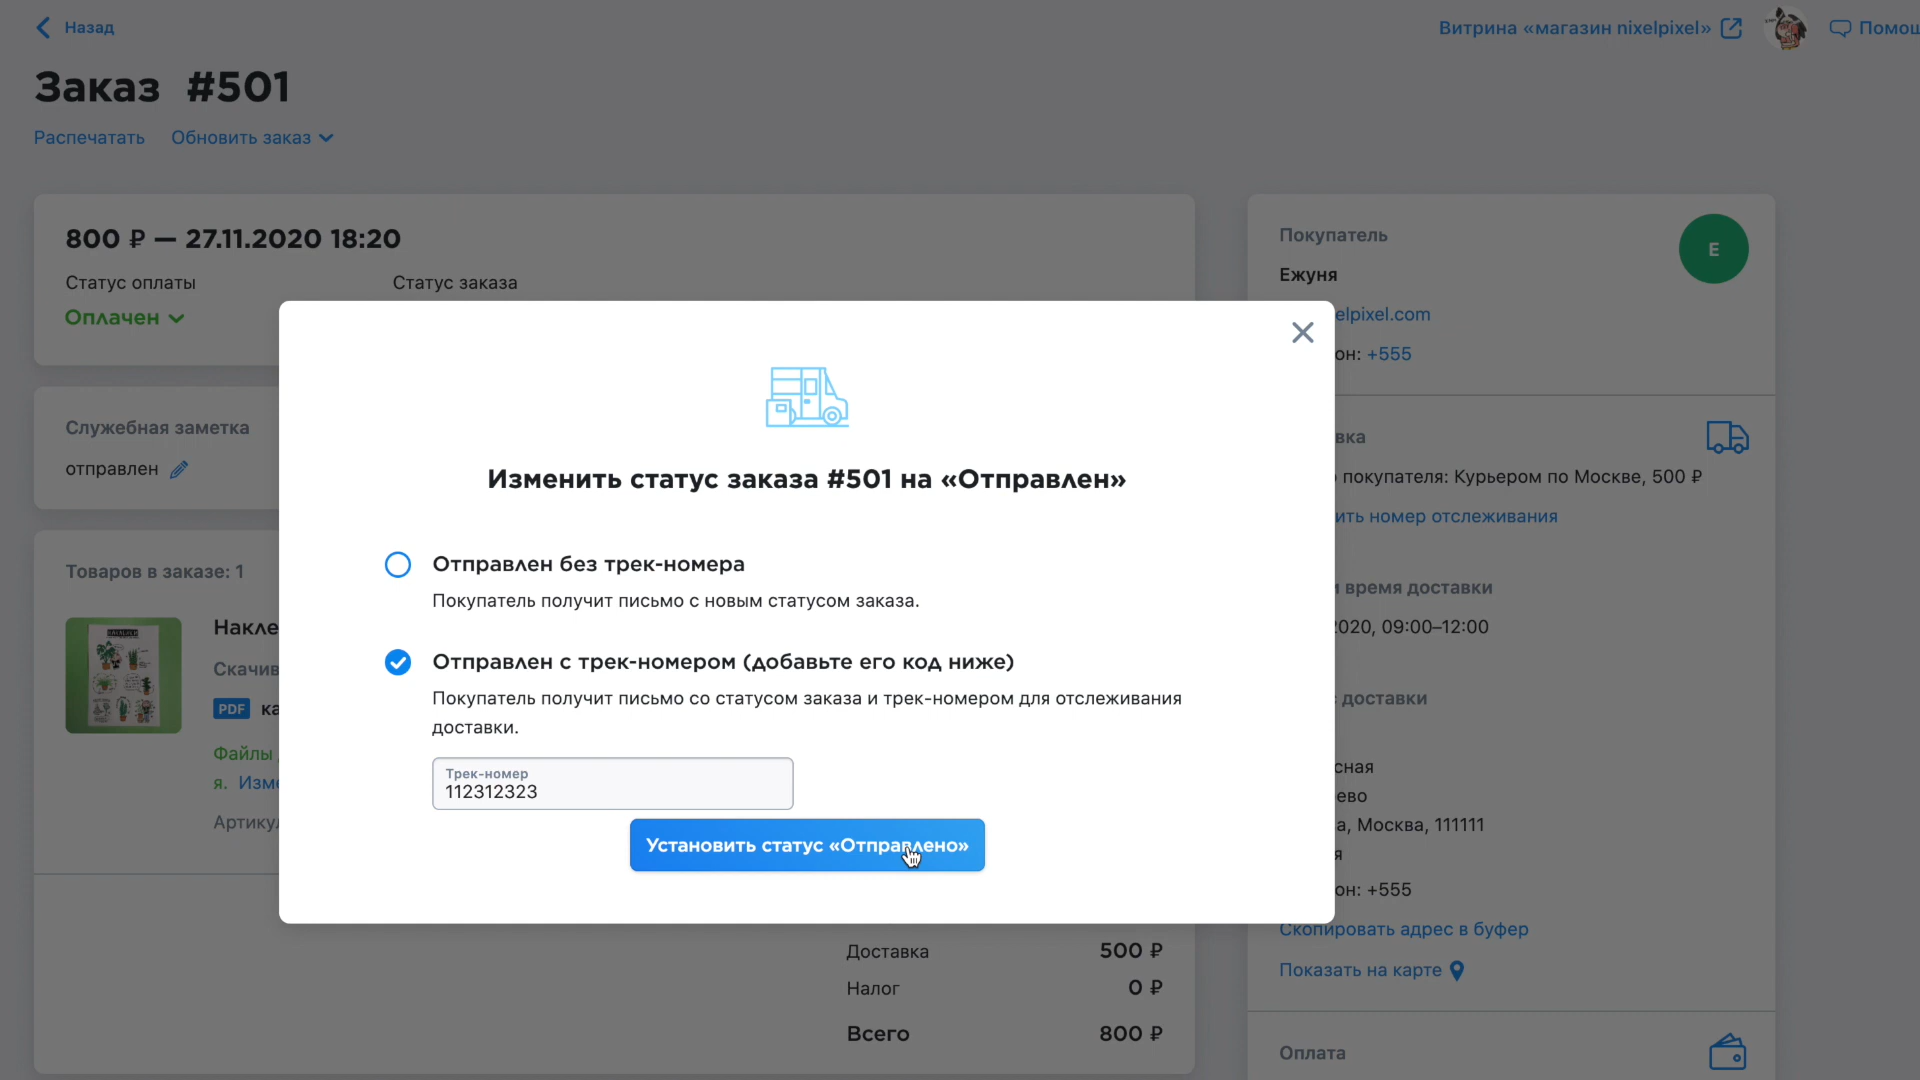 Назад
Витрина «магазин nixelpixel»
Заказ #501
Распечатать Обновить заказ
800 ₽ — 27.11.2020 18:20
Статус оплаты Статус заказа
Оплачен
Служебная заметка
отправлен
Товаров в заказе: 1
PDF
Файлы
я.
Изменить статус заказа #501 на «Отправлен»
Отправлен без трек-номера
Покупатель получит письмо с новым статусом заказа.
Отправлен с трек-номером (добавьте его код ниже)
Покупатель получит письмо со статусом заказа и трек-номером для отслеживания
доставки.
Трек-номер
112312323
Установить статус «Отправлено»
Доставка 500 ₽
Налог 0 ₽
Всего 800 ₽
Покупатель
E
Ежуня
elpixel.com
он: +555
вка
покупателя: Курьером по Москве, 500 ₽
ить номер отслеживания
время доставки
2020, 09:00–12:00
доставки
сная
ево
а, Москва, 111111
я
он: +555
Скопировать адрес в буфер
Показать на карте
Оплата